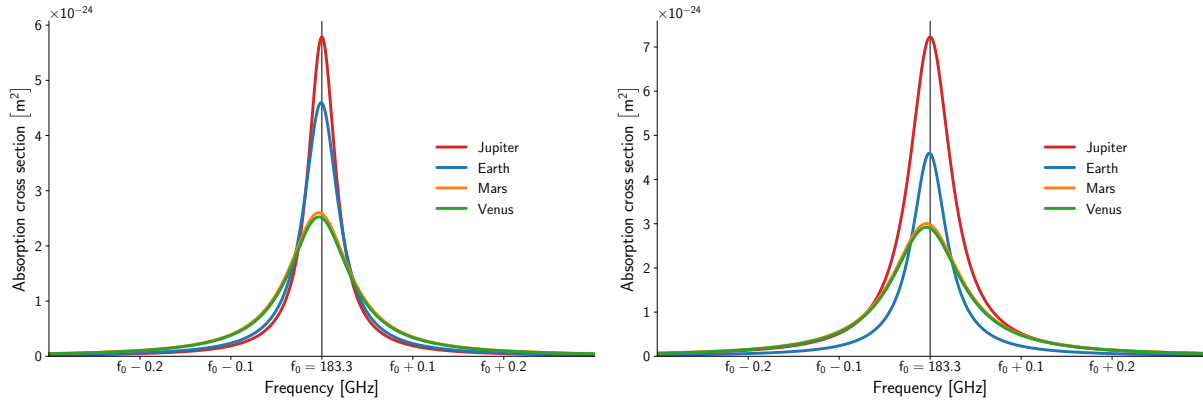 ×10⁻²⁴
6
5
4
3
2
1
0
Absorption cross section [m²]
Jupiter
Earth
Mars
Venus
f₀ − 0.2 f₀ − 0.1 f₀ = 183.3 f₀ + 0.1 f₀ + 0.2
Frequency [GHz]
×10⁻²⁴
7
6
5
4
3
2
1
0
Absorption cross section [m²]
Jupiter
Earth
Mars
Venus
f₀ − 0.2 f₀ − 0.1 f₀ = 183.3 f₀ + 0.1 f₀ + 0.2
Frequency [GHz]